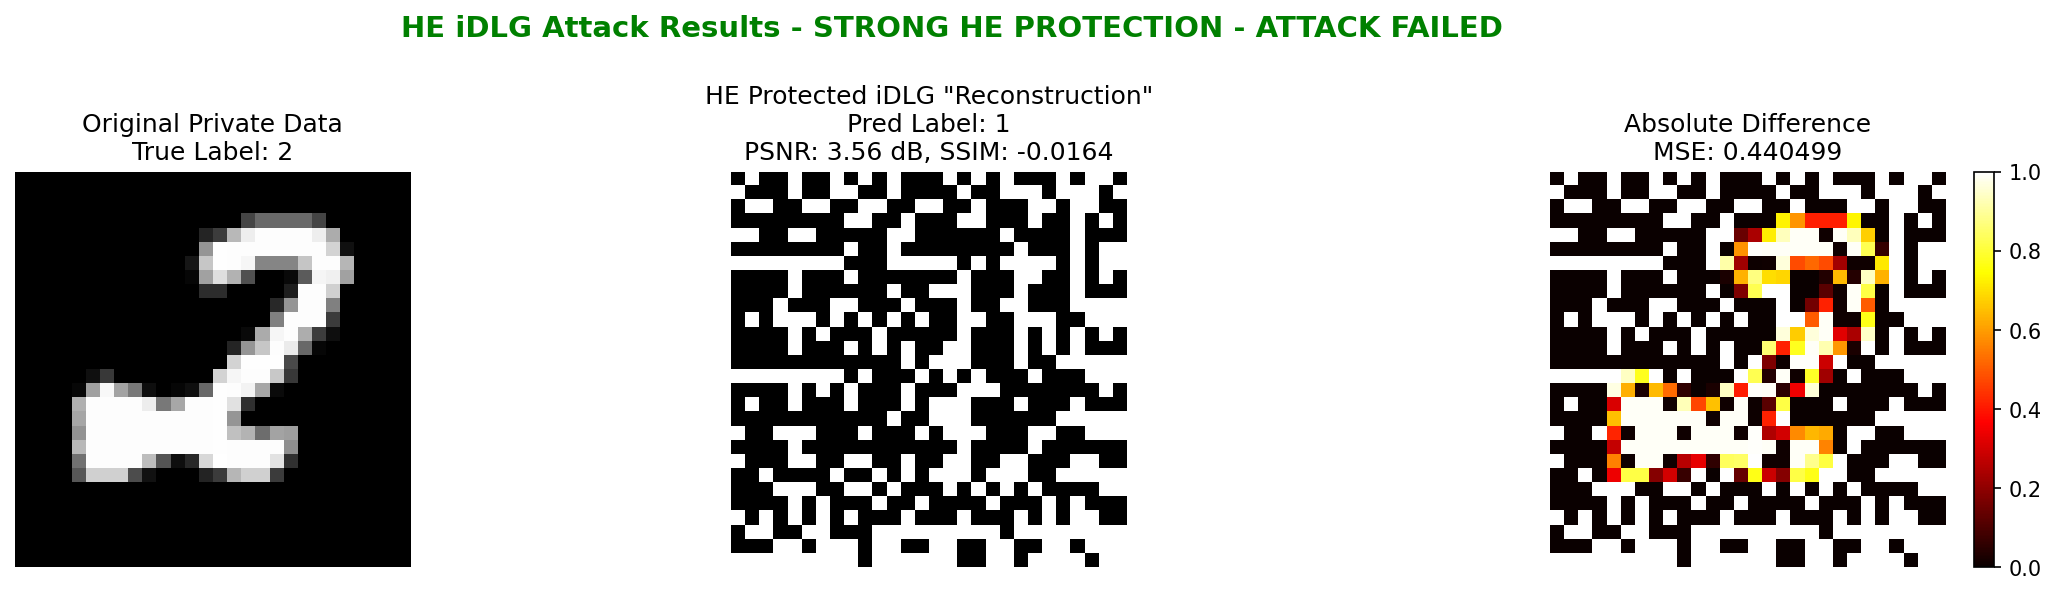 HE iDLG Attack Results - STRONG HE PROTECTION - ATTACK FAILED
Original Private Data
True Label: 2
HE Protected iDLG "Reconstruction"
Pred Label: 1
PSNR: 3.56 dB, SSIM: -0.0164
Absolute Difference
MSE: 0.440499
1.0
0.8
0.6
0.4
0.2
0.0